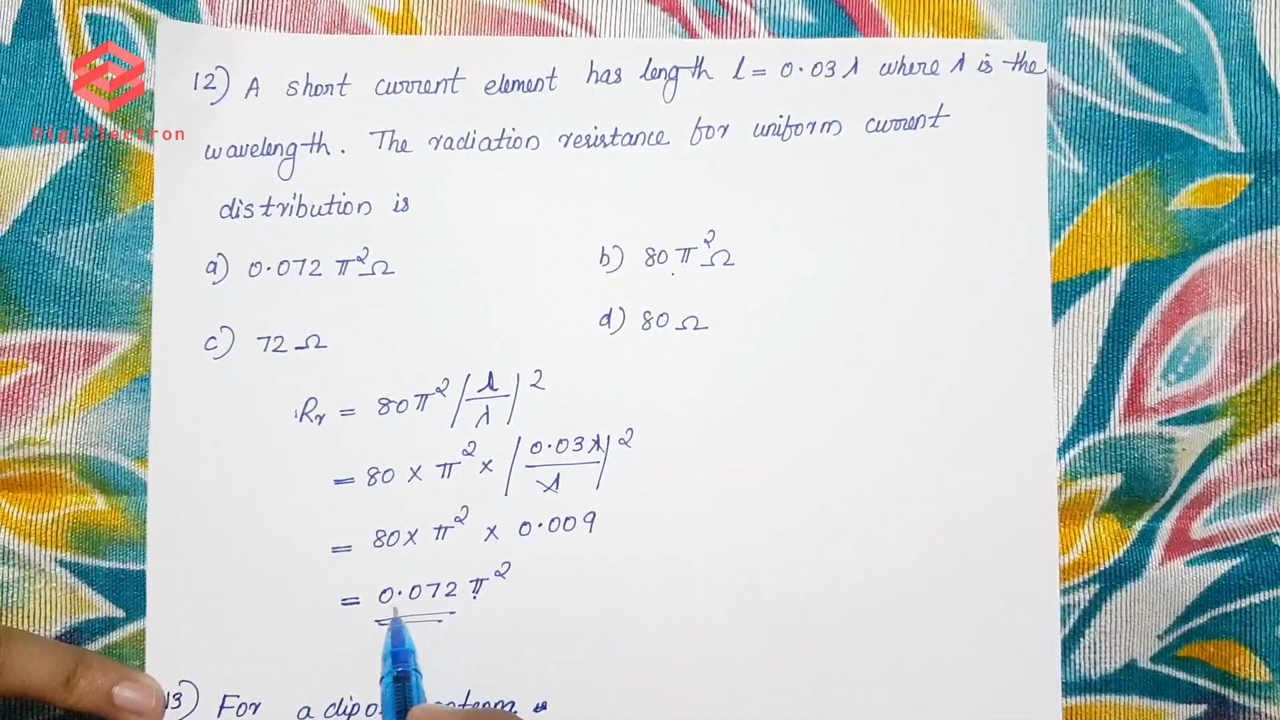 DigiElectron
12) A short current element has length l = 0.03 λ where λ is the
wavelength. The radiation resistance for uniform current
distribution is
a) 0.072 π²Ω
b) 80 π²Ω
c) 72 Ω
d) 80 Ω
Rr = 80π² |l/λ|²
= 80 × π² × |0.03λ/λ|²
= 80 × π² × 0.009
= 0.072 π²
13) For a